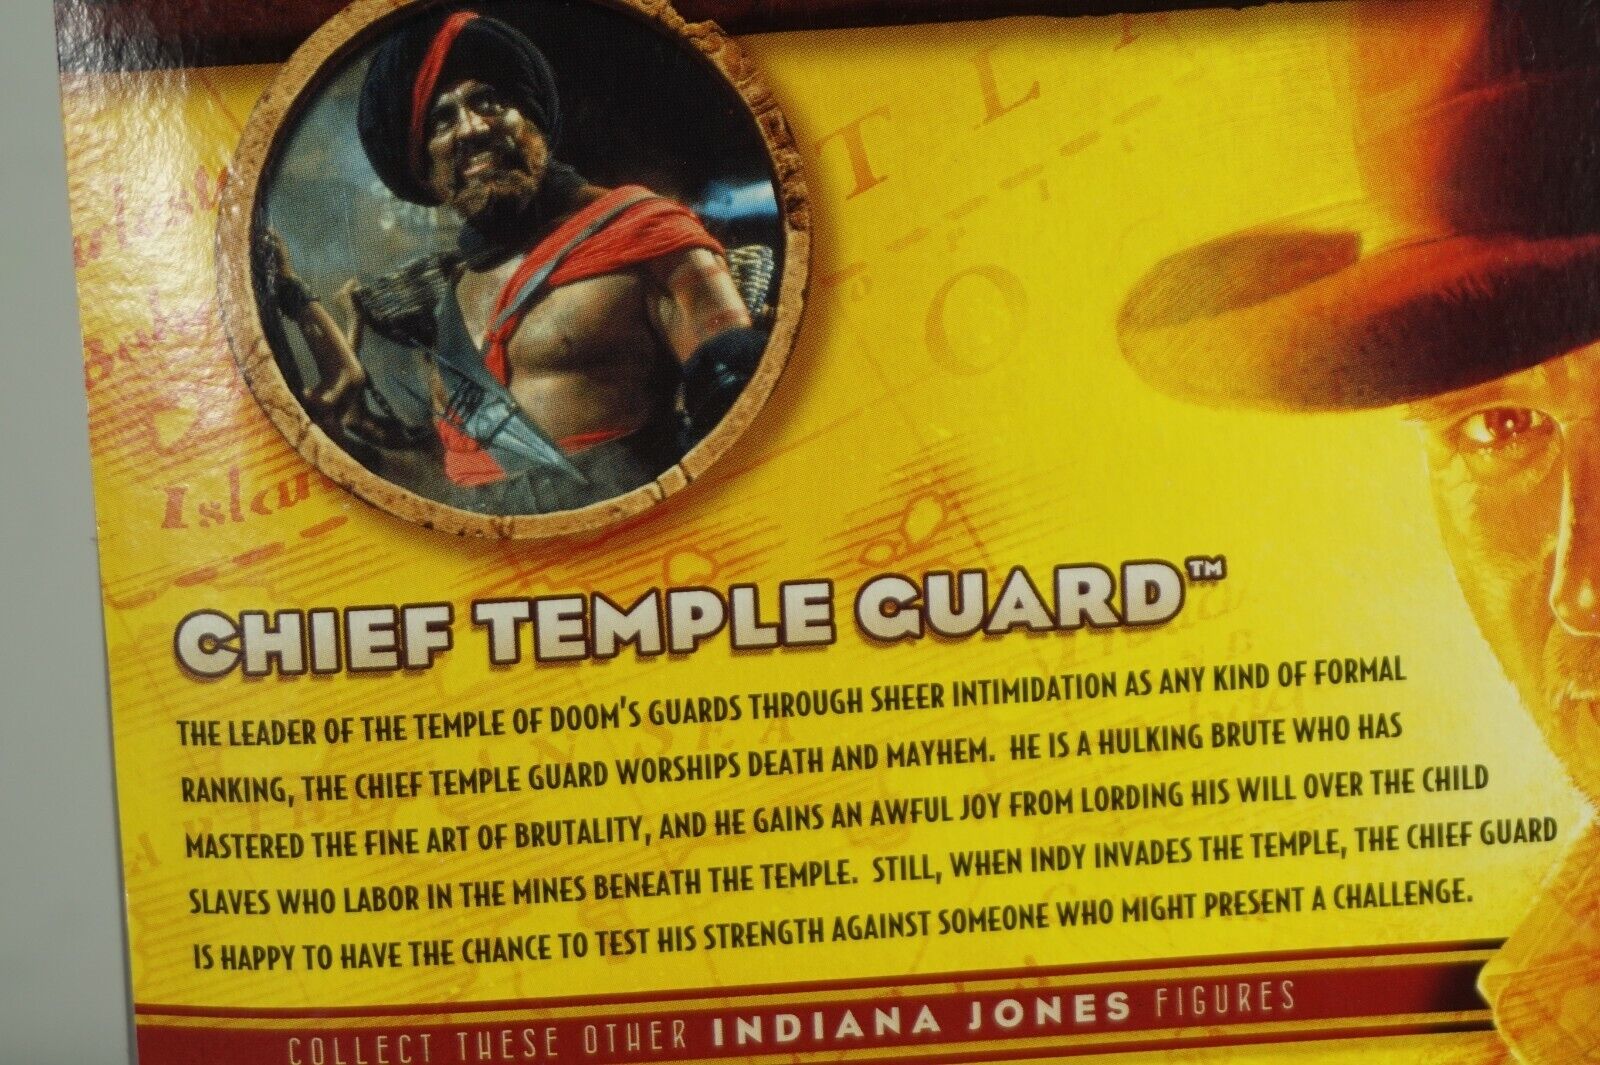 T L A
O
Islan
CHIEF TEMPLE GUARD™
THE LEADER OF THE TEMPLE OF DOOM'S GUARDS THROUGH SHEER INTIMIDATION AS ANY KIND OF FORMAL
RANKING, THE CHIEF TEMPLE GUARD WORSHIPS DEATH AND MAYHEM. HE IS A HULKING BRUTE WHO HAS
MASTERED THE FINE ART OF BRUTALITY, AND HE GAINS AN AWFUL JOY FROM LORDING HIS WILL OVER THE CHILD
SLAVES WHO LABOR IN THE MINES BENEATH THE TEMPLE. STILL, WHEN INDY INVADES THE TEMPLE, THE CHIEF GUARD
IS HAPPY TO HAVE THE CHANCE TO TEST HIS STRENGTH AGAINST SOMEONE WHO MIGHT PRESENT A CHALLENGE.
COLLECT THESE OTHER INDIANA JONES FIGURES